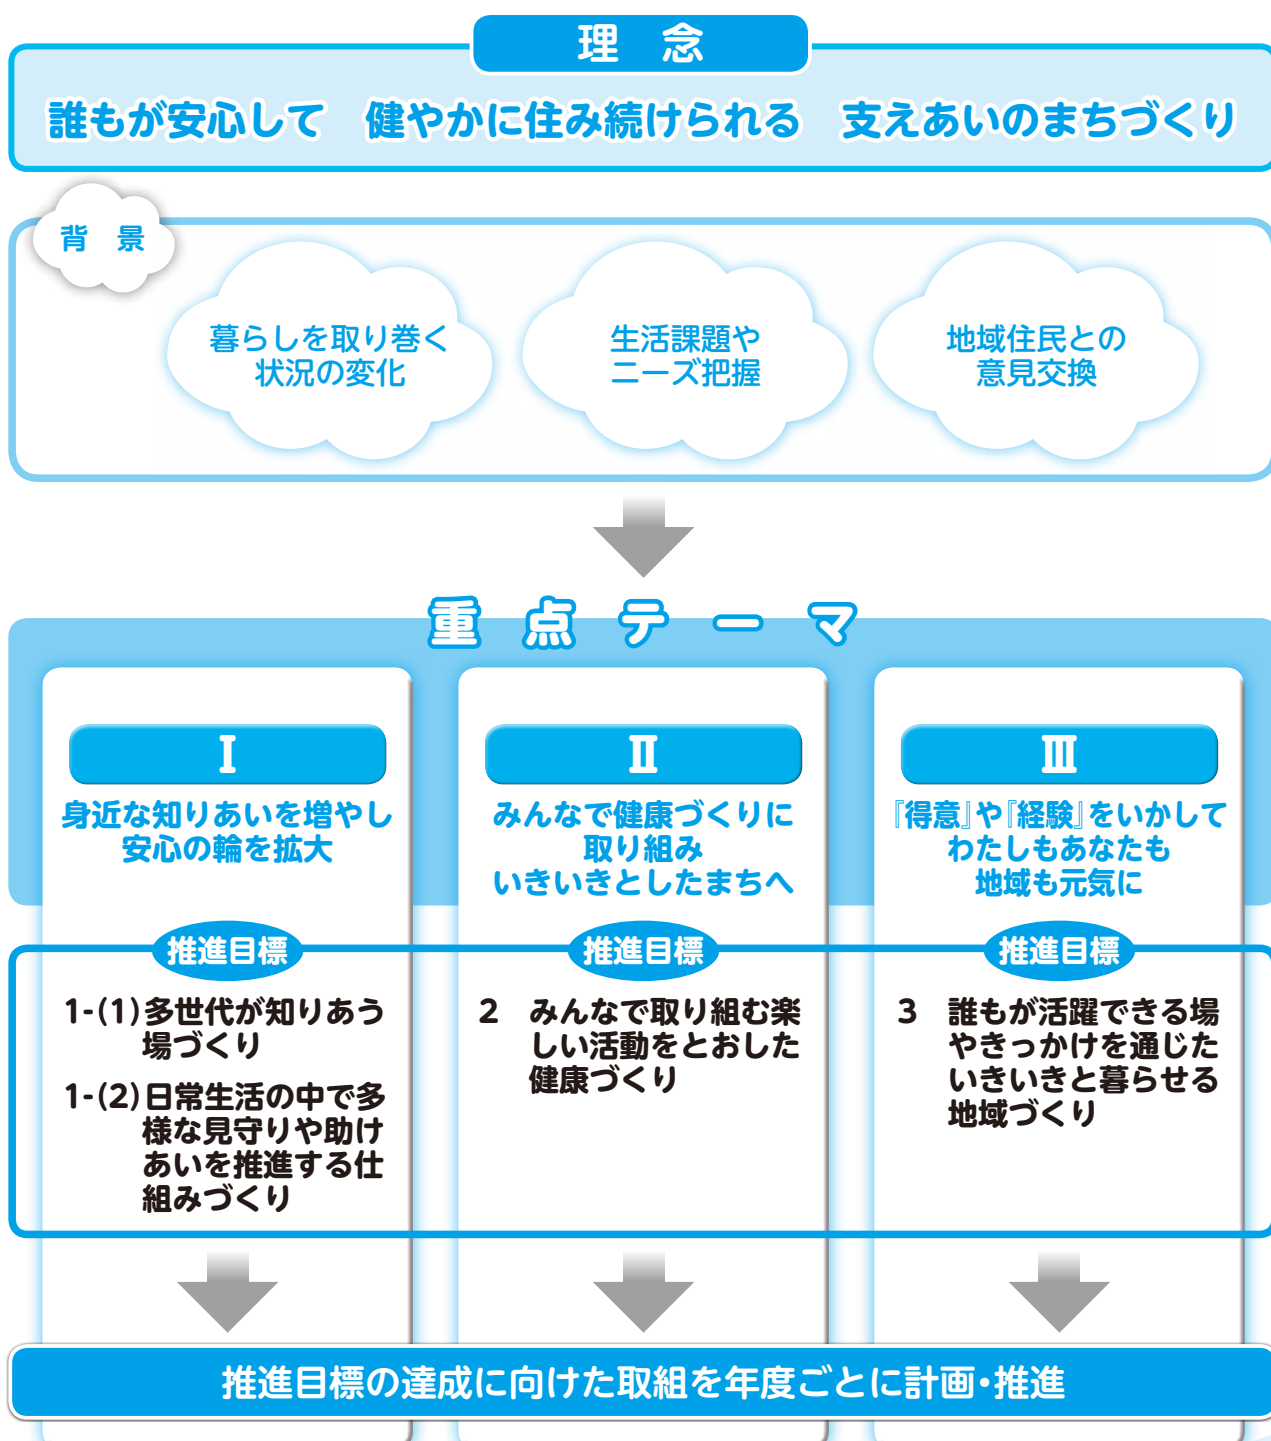 理　念
誰もが安心して　健やかに住み続けられる　支えあいのまちづくり
背　景
暮らしを取り巻く
状況の変化
生活課題や
ニーズ把握
地域住民との
意見交換
重点テーマ
Ⅰ
身近な知りあいを増やし
安心の輪を拡大
Ⅱ
みんなで健康づくりに
取り組み
いきいきとしたまちへ
Ⅲ
『得意』や『経験』をいかして
わたしもあなたも
地域も元気に
推進目標
1-(1)多世代が知りあう
場づくり
1-(2)日常生活の中で多
様な見守りや助け
あいを推進する仕
組みづくり
推進目標
2　みんなで取り組む楽
しい活動をとおした
健康づくり
推進目標
3　誰もが活躍できる場
やきっかけを通じた
いきいきと暮らせる
地域づくり
推進目標の達成に向けた取組を年度ごとに計画・推進